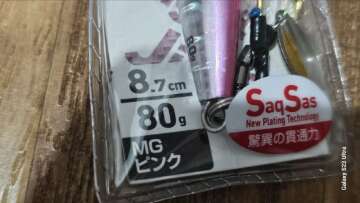 8.7cm
80g
MG
ピンク
SaqSas
New Plating Technology
驚異の貫通力
Galaxy S23 Ultra